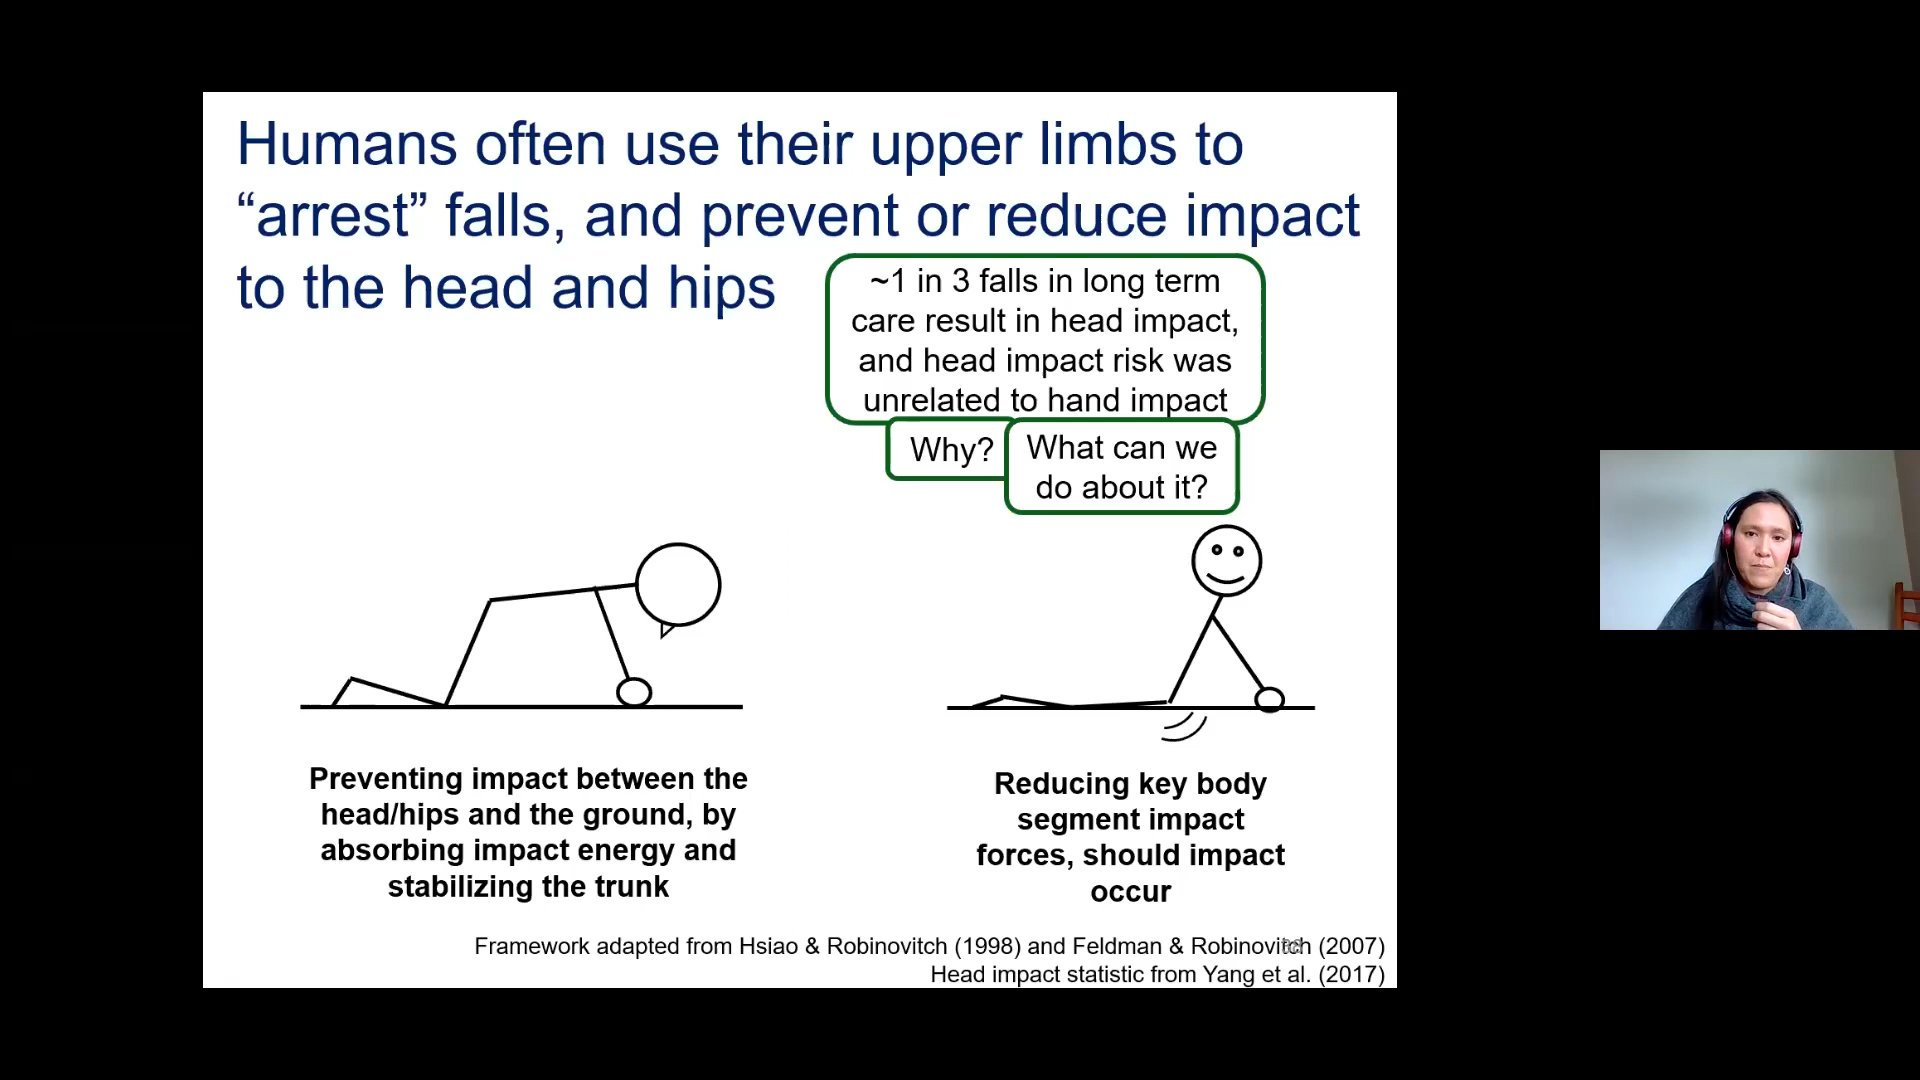 Humans often use their upper limbs to
“arrest” falls, and prevent or reduce impact
to the head and hips
~1 in 3 falls in long term
care result in head impact,
and head impact risk was
unrelated to hand impact
Why?
What can we
do about it?
Preventing impact between the
head/hips and the ground, by
absorbing impact energy and
stabilizing the trunk
Reducing key body
segment impact
forces, should impact
occur
Framework adapted from Hsiao & Robinovitch (1998) and Feldman & Robinovitch (2007)
Head impact statistic from Yang et al. (2017)